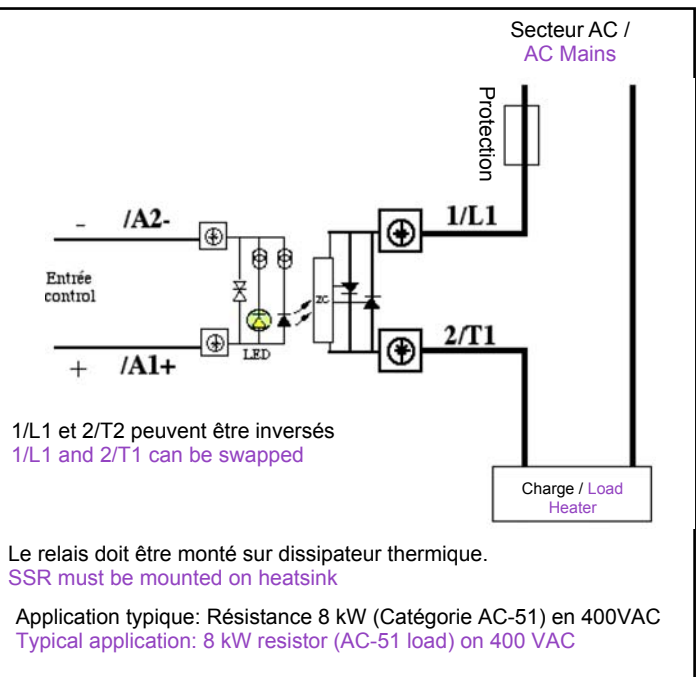 Secteur AC /
AC Mains
Protection
- /A2-
1/L1
Entrée
control
ZC
LED
+ /A1+
2/T1
1/L1 et 2/T2 peuvent être inversés
1/L1 and 2/T1 can be swapped
Charge / Load
Heater
Le relais doit être monté sur dissipateur thermique.
SSR must be mounted on heatsink
Application typique: Résistance 8 kW (Catégorie AC-51) en 400VAC
Typical application: 8 kW resistor (AC-51 load) on 400 VAC